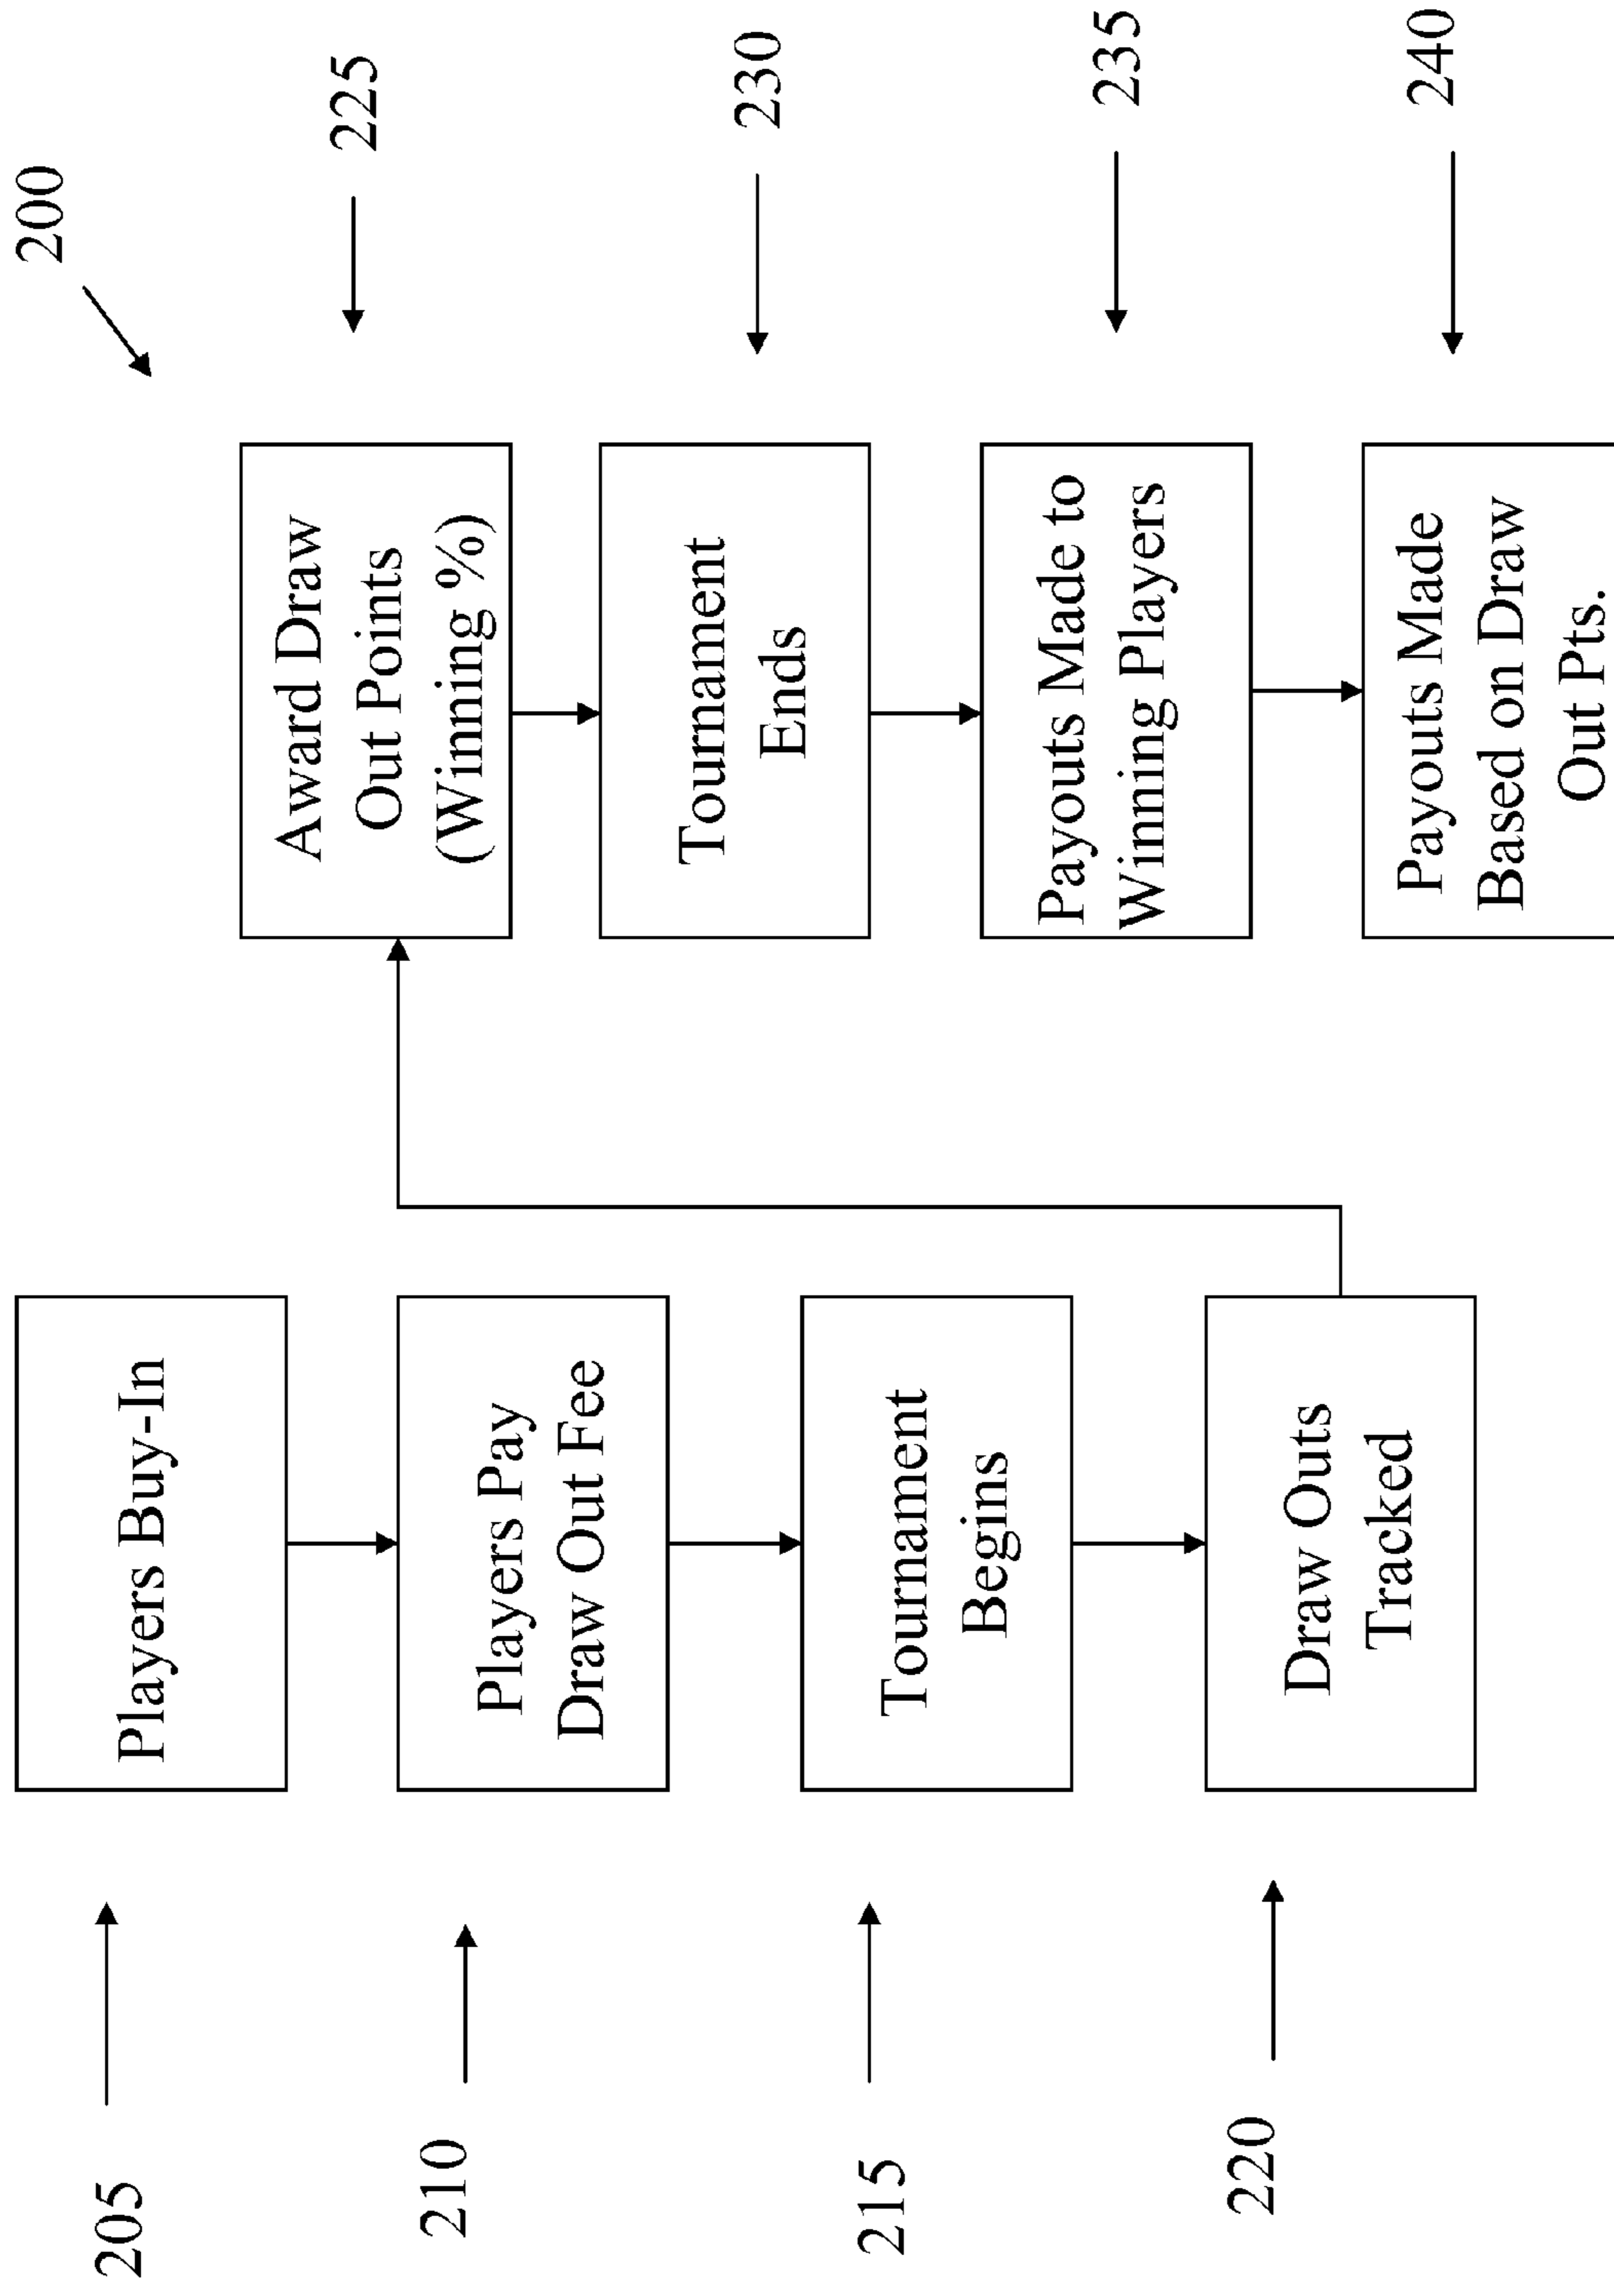 200
205
Players Buy-In
210
Players Pay
Draw Out Fee
215
Tournament
Begins
220
Draw Outs
Tracked
Award Draw
Out Points
(Winning %)
225
Tournament
Ends
230
Payouts Made to
Winning Players
235
Payouts Made
Based on Draw
Out Pts.
240